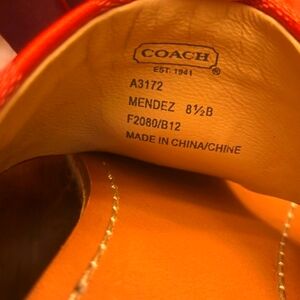 COACH
EST. 1941
A3172
MENDEZ 8½B
F2080/B12
MADE IN CHINA/CHINE